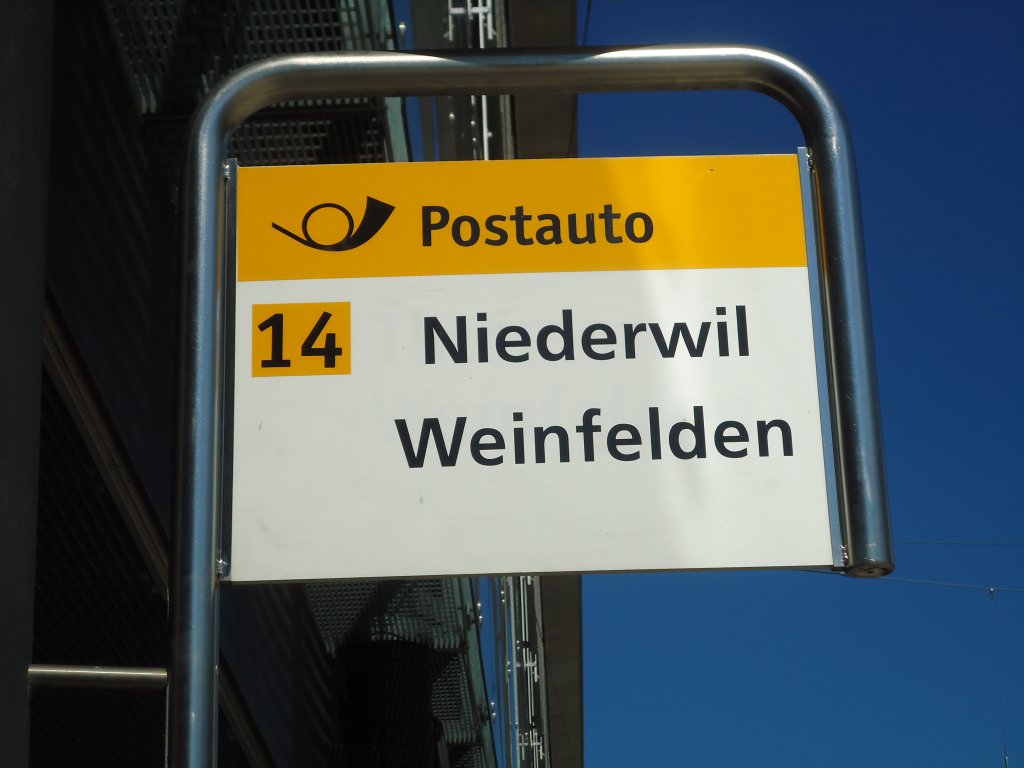 Postauto
14 Niederwil
Weinfelden